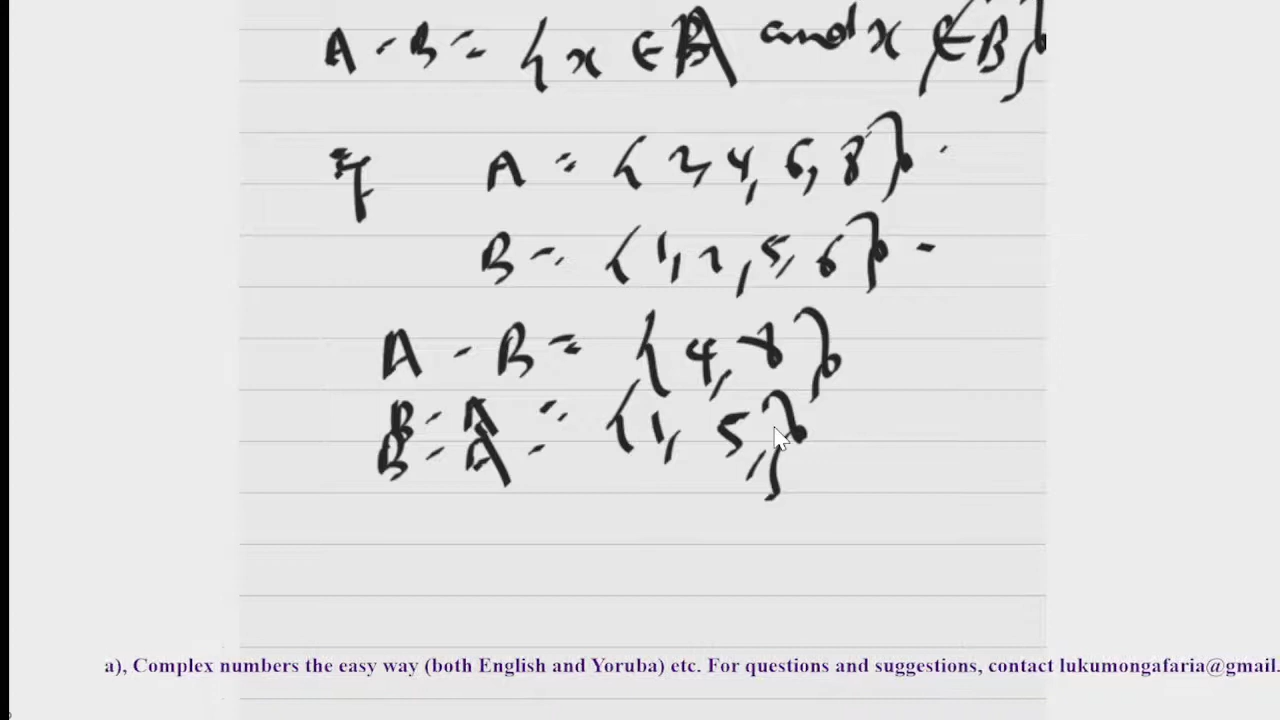 A - B = { x ∈ A and x ∉ B }
If A = { 2, 4, 6, 8 }
B = { 1, 2, 5, 6 }
A - B = { 4, 8 }
B - A = { 1, 5, }
B - A =
a), Complex numbers the easy way (both English and Yoruba) etc. For questions and suggestions, contact lukumongafaria@gmail.